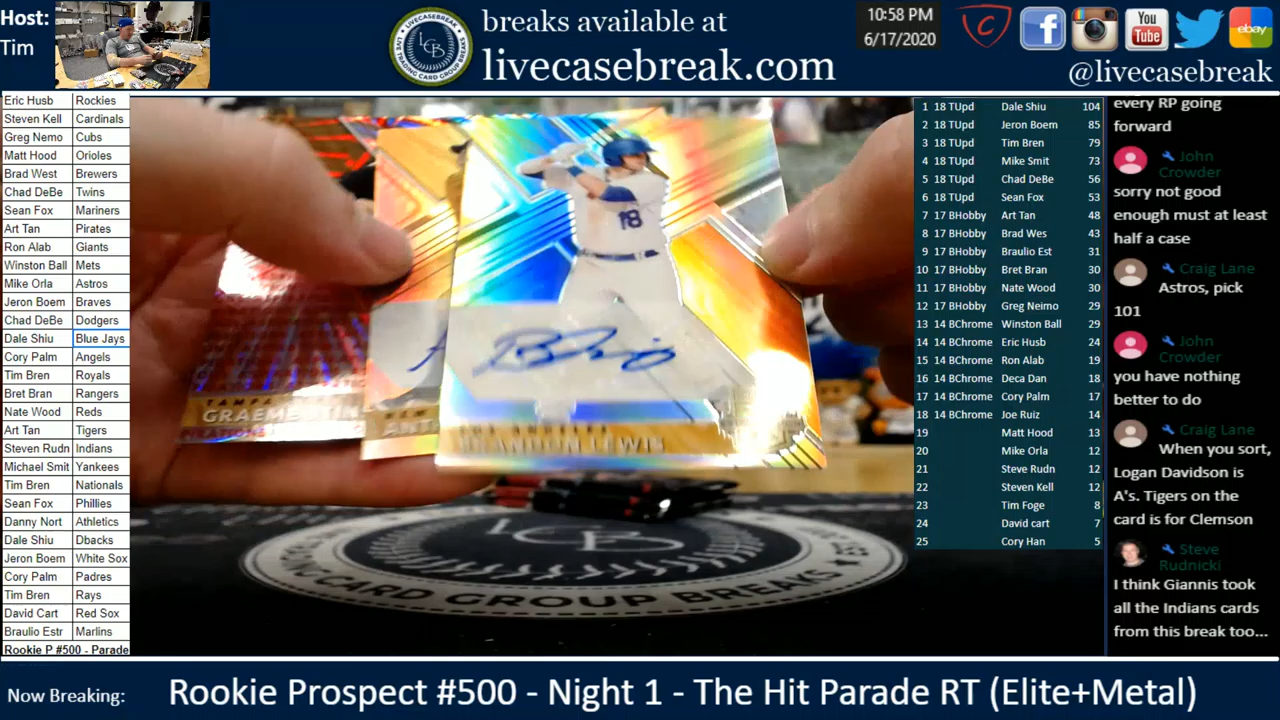 Host:
Tim
breaks available at
livecasebreak.com
LCB
10:58 PM
6/17/2020
You
Tube
ebay
@livecasebreak
Eric Husb Rockies
Steven Kell Cardinals
Greg Nemo Cubs
Matt Hood Orioles
Brad West Brewers
Chad DeBe Twins
Sean Fox Mariners
Art Tan Pirates
Ron Alab Giants
Winston Ball Mets
Mike Orla Astros
Jeron Boem Braves
Chad DeBe Dodgers
Dale Shiu Blue Jays
Cory Palm Angels
Tim Bren Royals
Bret Bran Rangers
Nate Wood Reds
Art Tan Tigers
Steven Rudn Indians
Michael Smit Yankees
Tim Bren Nationals
Sean Fox Phillies
Danny Nort Athletics
Dale Shiu Dbacks
Jeron Boem White Sox
Cory Palm Padres
Tim Bren Rays
David Cart Red Sox
Braulio Estr Marlins
Rookie P #500 - Parade
18
TAMPA
GRAEME STIN
ANT
LOS ANGELES
BRANDON LEWIS
LCB
CARD GROUP BREAKS
1 18 TUpd Dale Shiu 104
2 18 TUpd Jeron Boem 85
3 18 TUpd Tim Bren 79
4 18 TUpd Mike Smit 73
5 18 TUpd Chad DeBe 56
6 18 TUpd Sean Fox 53
7 17 BHobby Art Tan 48
8 17 BHobby Brad Wes 43
9 17 BHobby Braulio Est 31
10 17 BHobby Bret Bran 30
11 17 BHobby Nate Wood 30
12 17 BHobby Greg Neimo 29
13 14 BChrome Winston Ball 29
14 14 BChrome Eric Husb 24
15 14 BChrome Ron Alab 19
16 14 BChrome Deca Dan 18
17 14 BChrome Cory Palm 17
18 14 BChrome Joe Ruiz 14
19 Matt Hood 13
20 Mike Orla 12
21 Steve Rudn 12
22 Steven Kell 12
23 Tim Foge 8
24 David cart 7
25 Cory Han 5
every RP going
forward
John
Crowder
sorry not good
enough must at least
half a case
Craig Lane
Astros, pick
101
John
Crowder
you have nothing
better to do
Craig Lane
When you sort,
Logan Davidson is
A's. Tigers on the
card is for Clemson
Steve
Rudnicki
I think Giannis took
all the Indians cards
from this break too...
Now Breaking:
Rookie Prospect #500 - Night 1 - The Hit Parade RT (Elite+Metal)